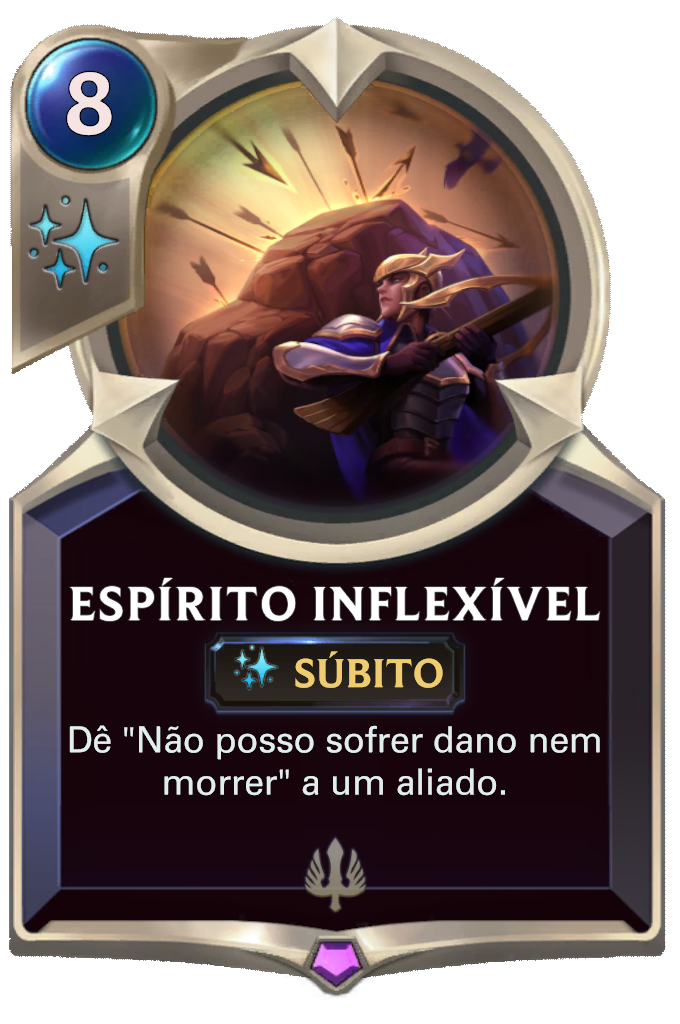 8
ESPÍRITO INFLEXÍVEL
SÚBITO
Dê "Não posso sofrer dano nem
morrer" a um aliado.